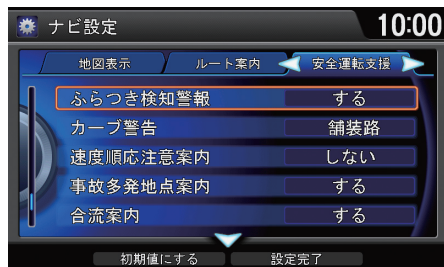 ナビ設定 10:00
地図表示 ルート案内 安全運転支援
ふらつき検知警報 する
カーブ警告 舗装路
速度順応注意案内 しない
事故多発地点案内 する
合流案内 する
初期値にする 設定完了